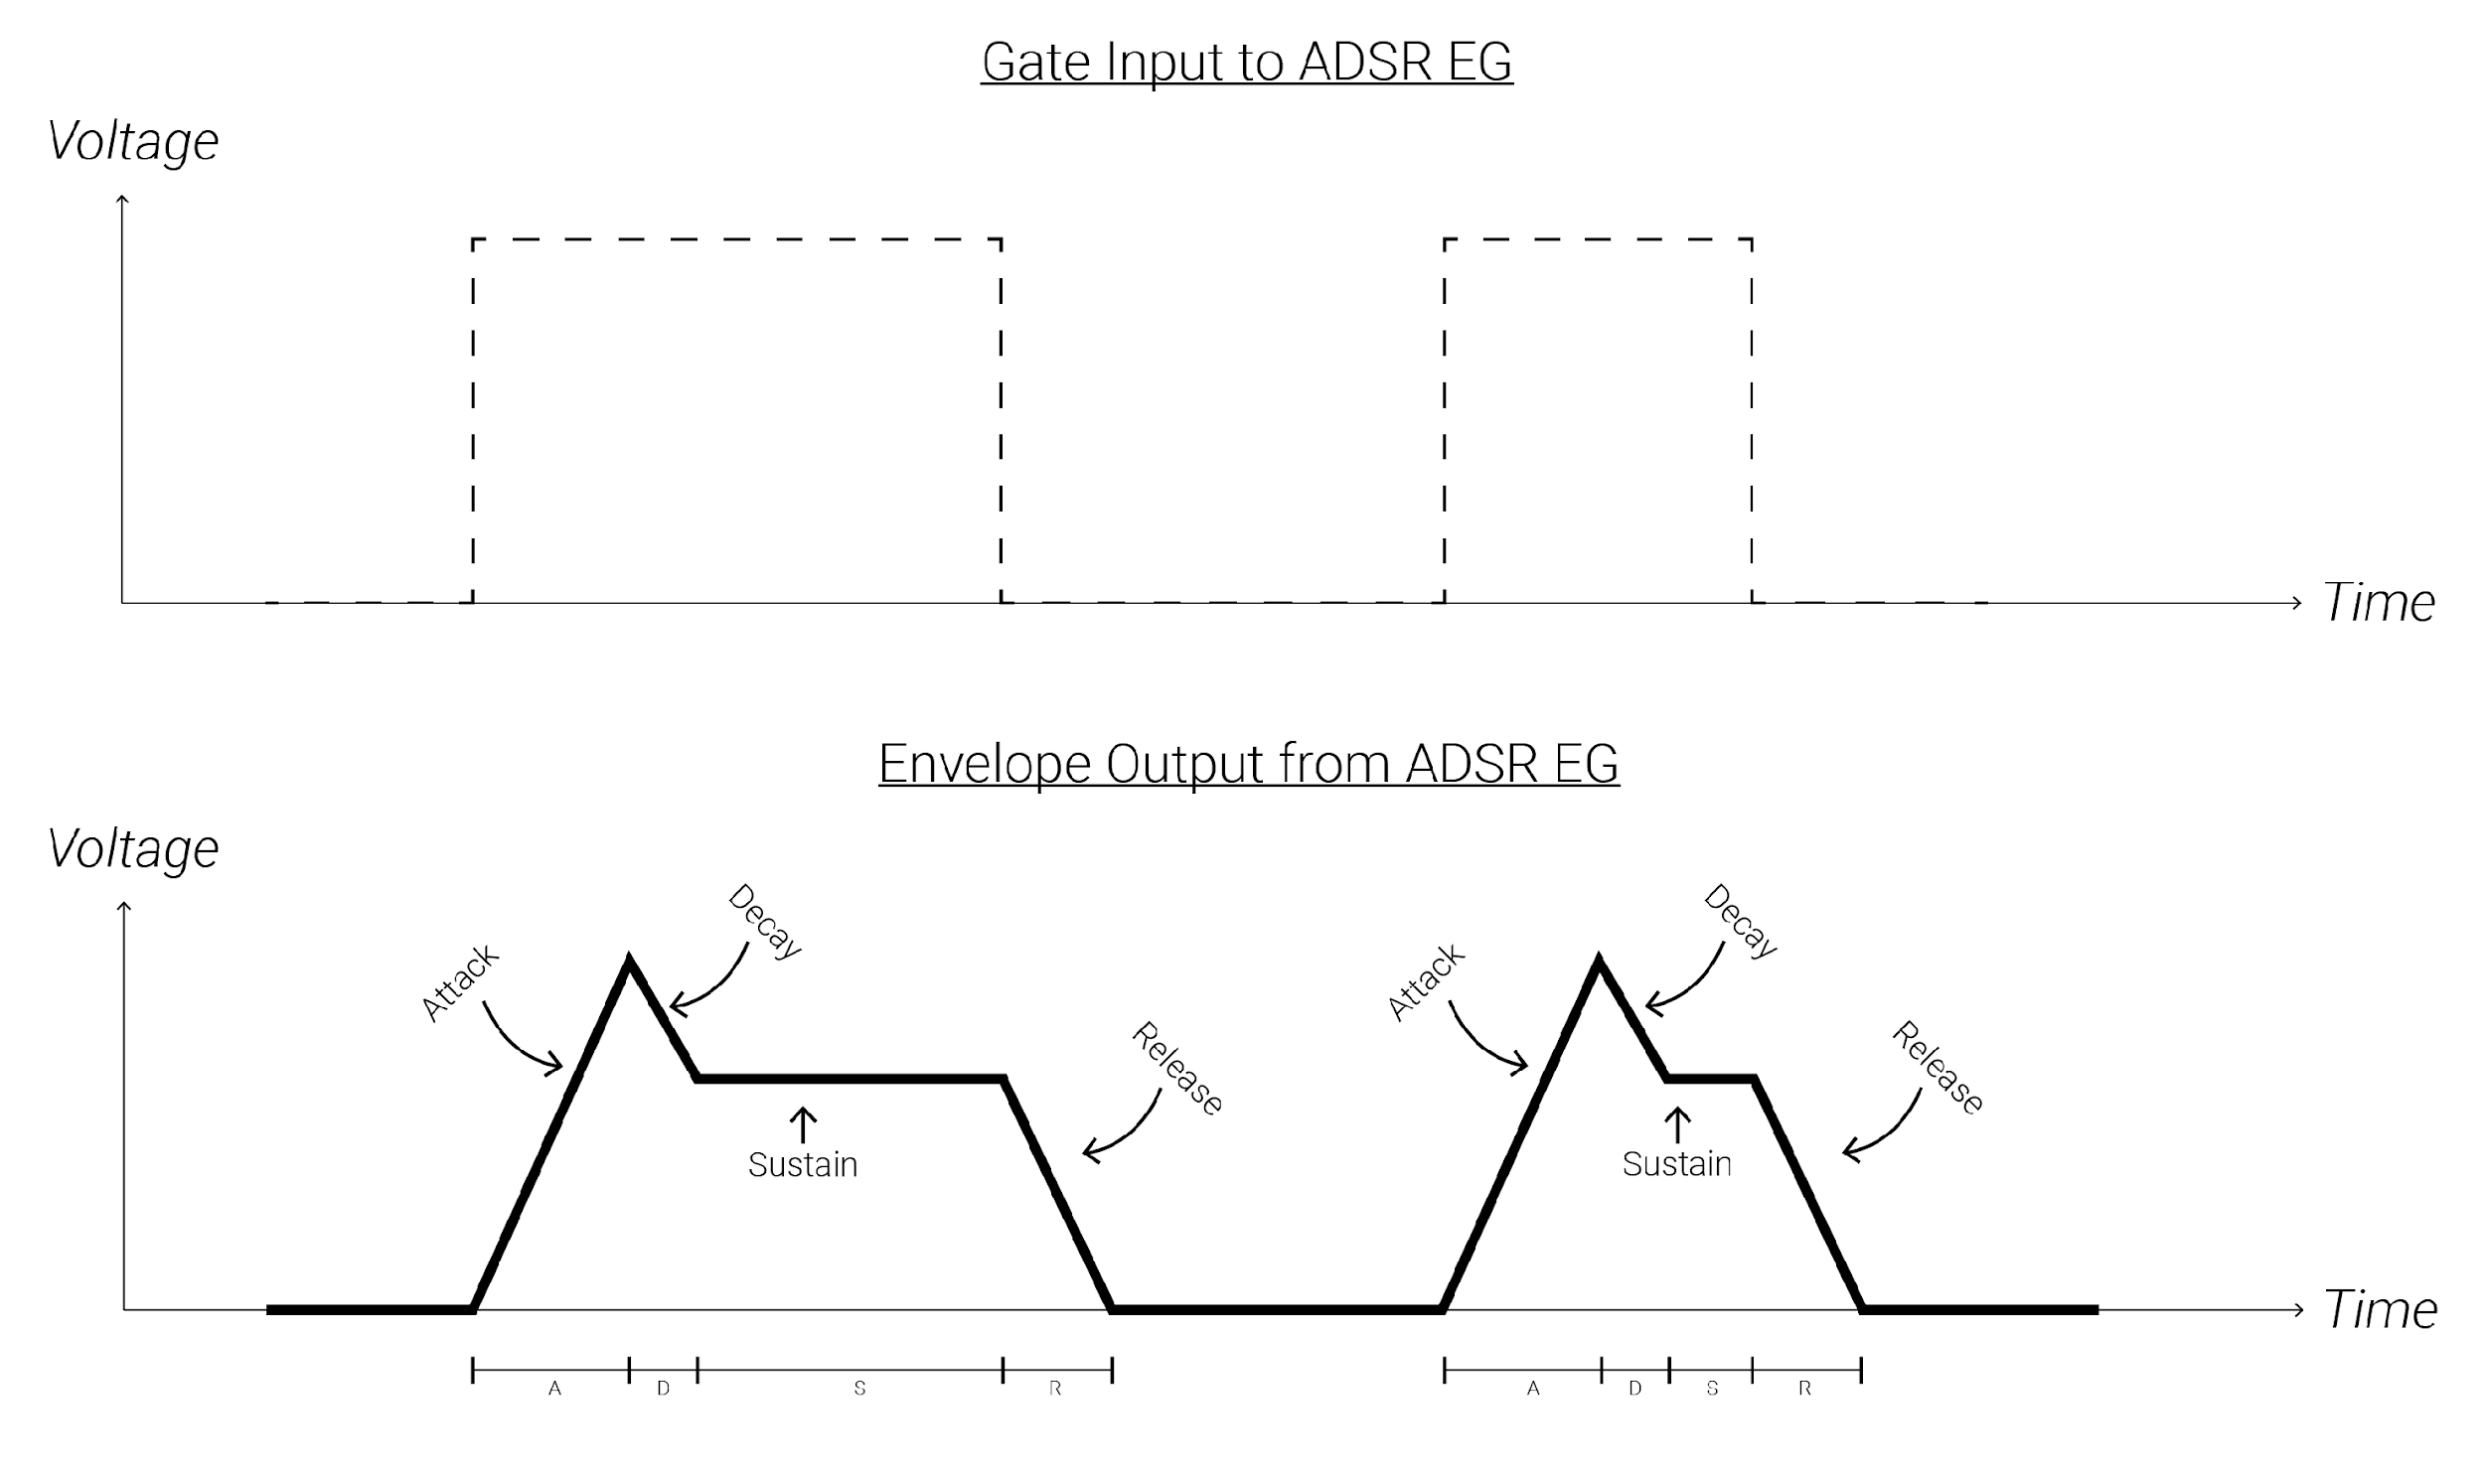 Gate Input to ADSR EG
Voltage
Time
Envelope Output from ADSR EG
Voltage
Attack
Decay
Sustain
Release
Attack
Decay
Sustain
Release
Time
A D S R
A D S R